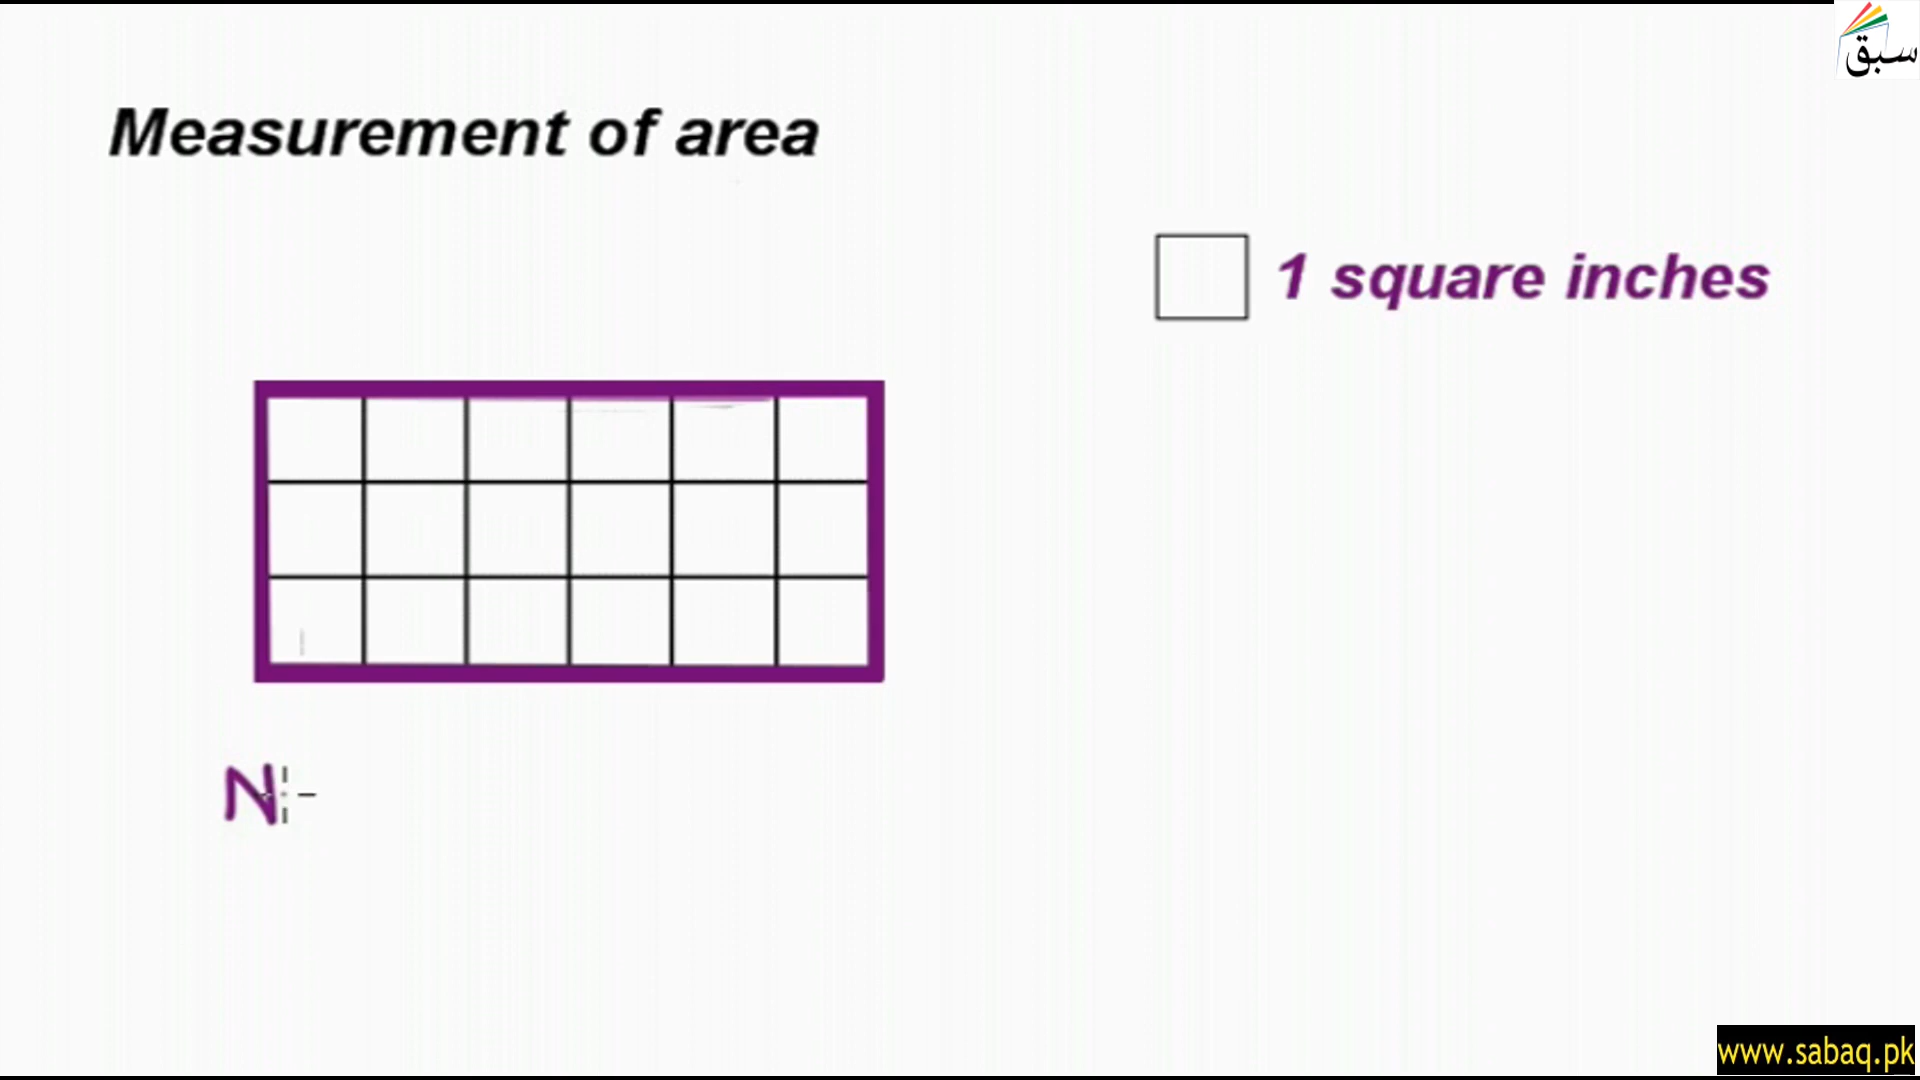 سبق
Measurement of area
1 square inches
N
www.sabaq.pk